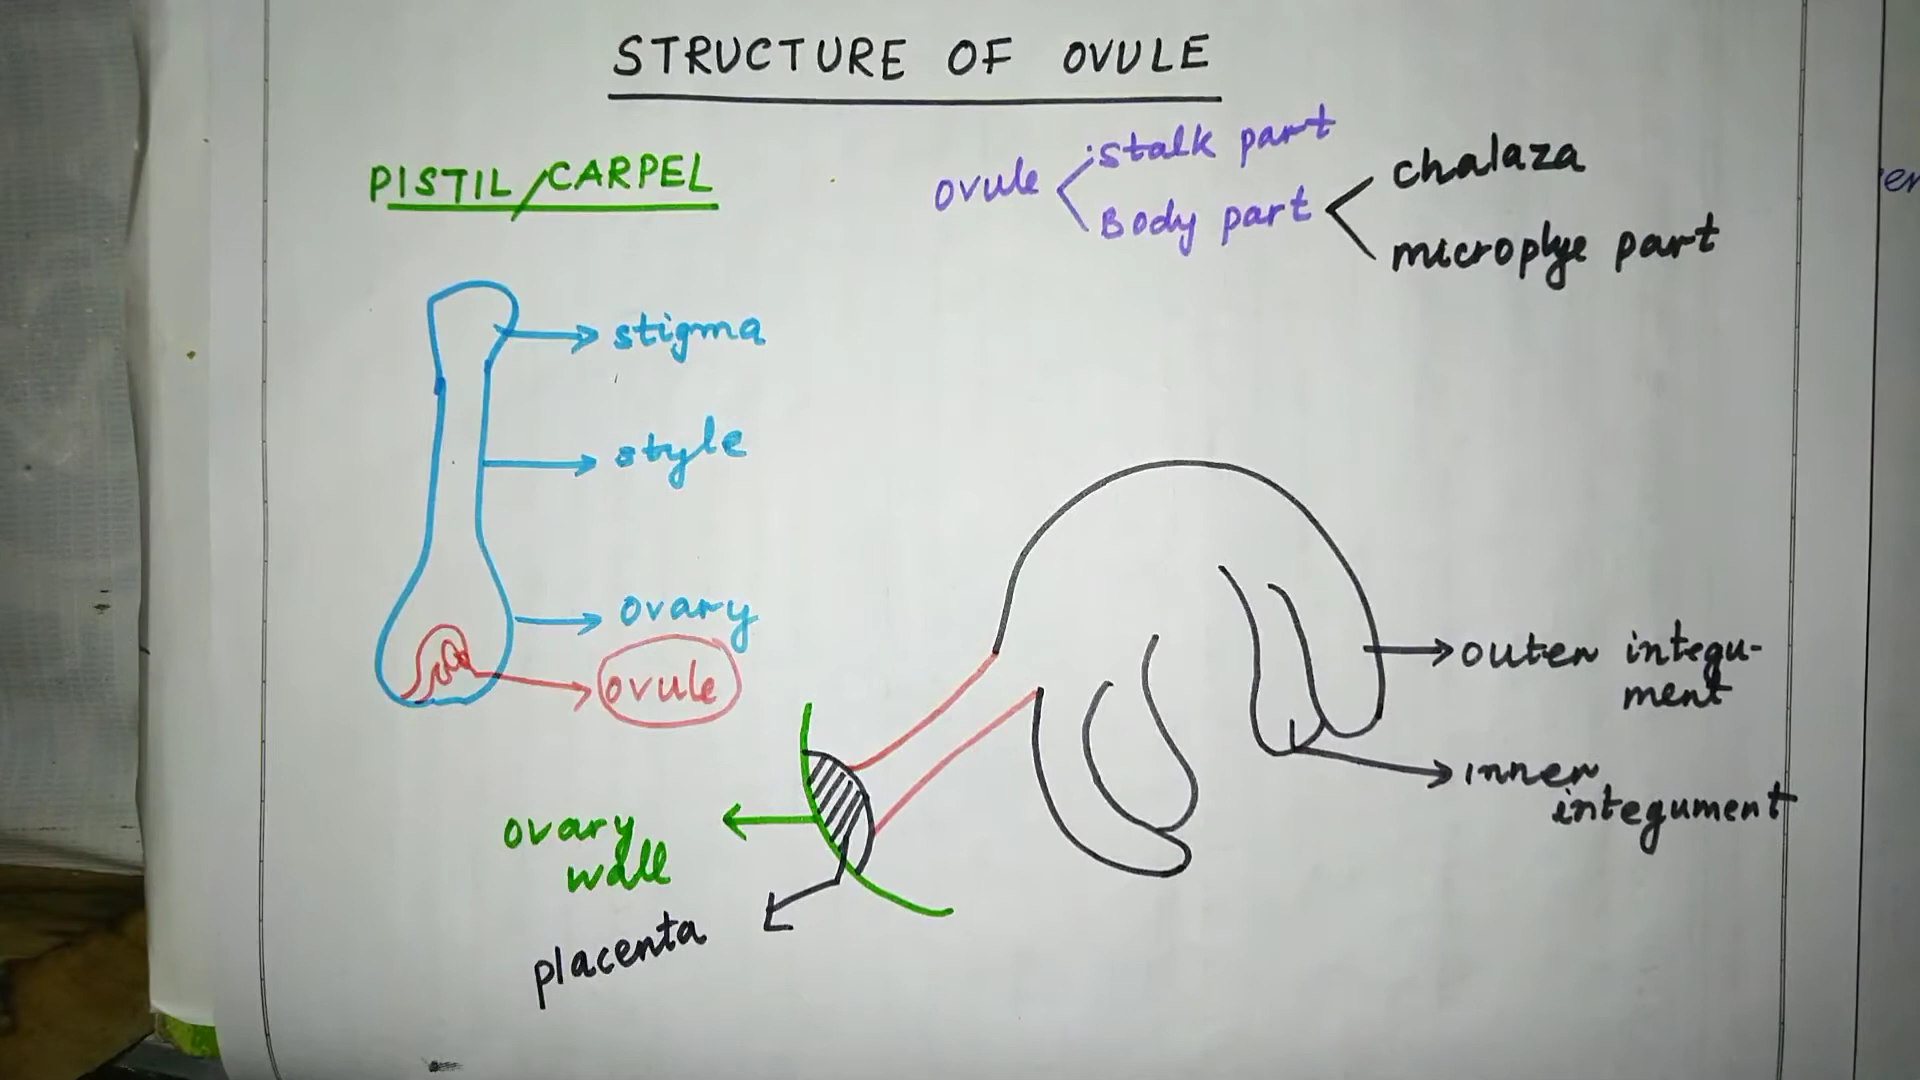 STRUCTURE OF OVULE
PISTIL/CARPEL
ovule
stalk part
Body part
chalaza
microplye part
stigma
style
ovary
ovule
outer integu-
ment
inner
integument
ovary
wall
placenta